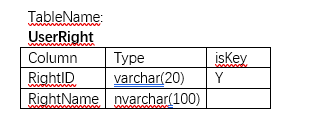 TableName:
UserRight
Column Type isKey
RightID varchar(20) Y
RightName nvarchar(100)